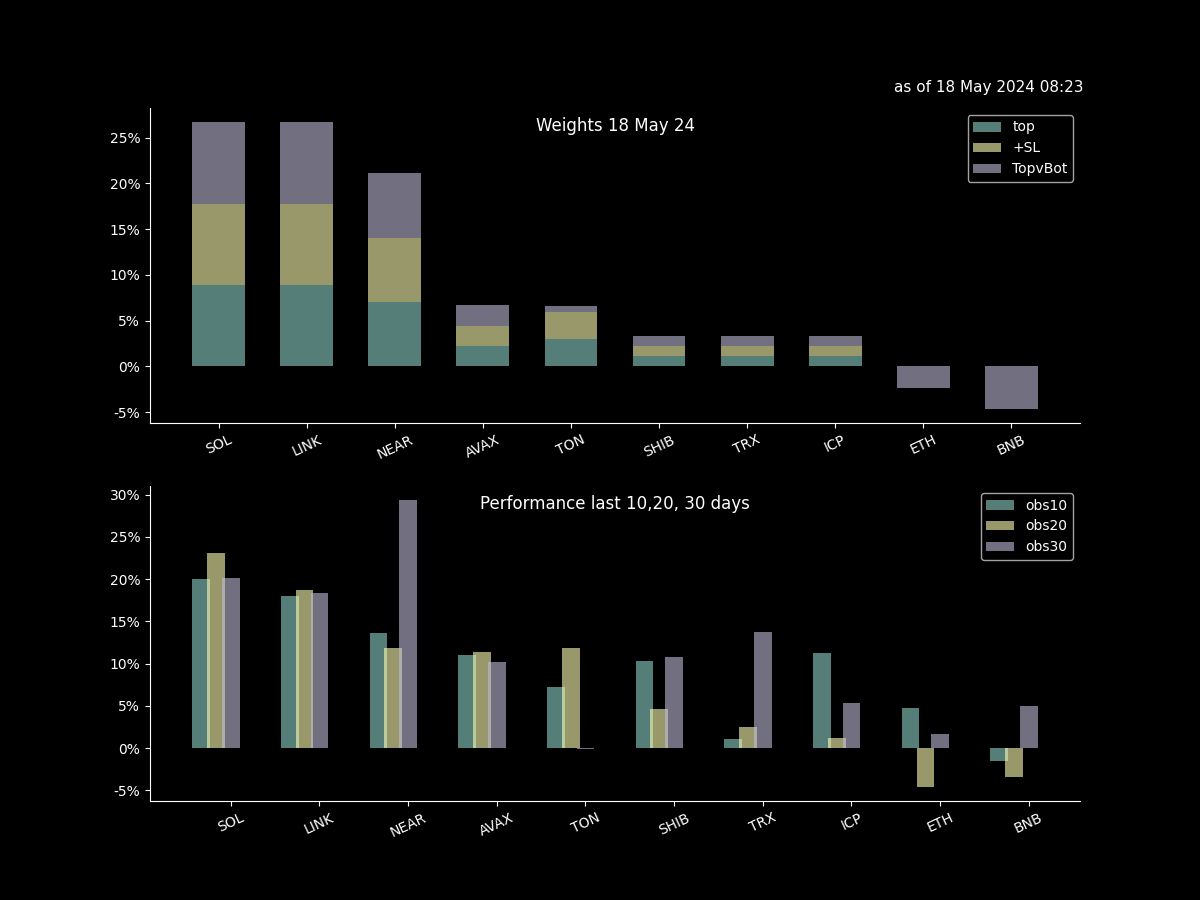 as of 18 May 2024 08:23
Weights 18 May 24
top
+SL
TopvBot
25%
20%
15%
10%
5%
0%
-5%
SOL LINK NEAR AVAX TON SHIB TRX ICP ETH BNB
Performance last 10,20, 30 days
obs10
obs20
obs30
30%
25%
20%
15%
10%
5%
0%
-5%
SOL LINK NEAR AVAX TON SHIB TRX ICP ETH BNB